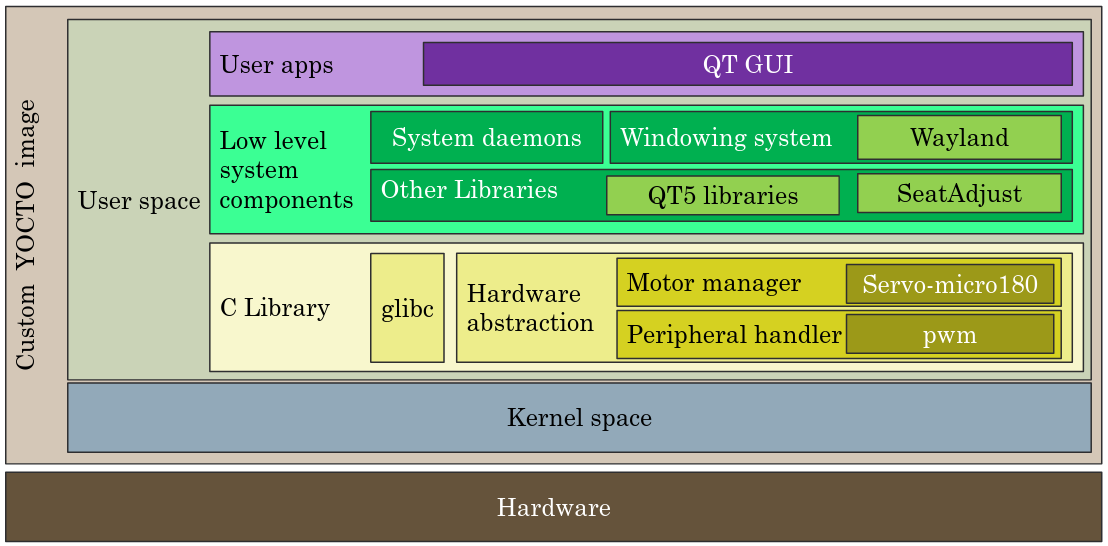 Custom YOCTO image
User space
User apps
QT GUI
Low level
system
components
System daemons
Windowing system
Wayland
Other Libraries
QT5 libraries
SeatAdjust
C Library
glibc
Hardware
abstraction
Motor manager
Servo-micro180
Peripheral handler
pwm
Kernel space
Hardware